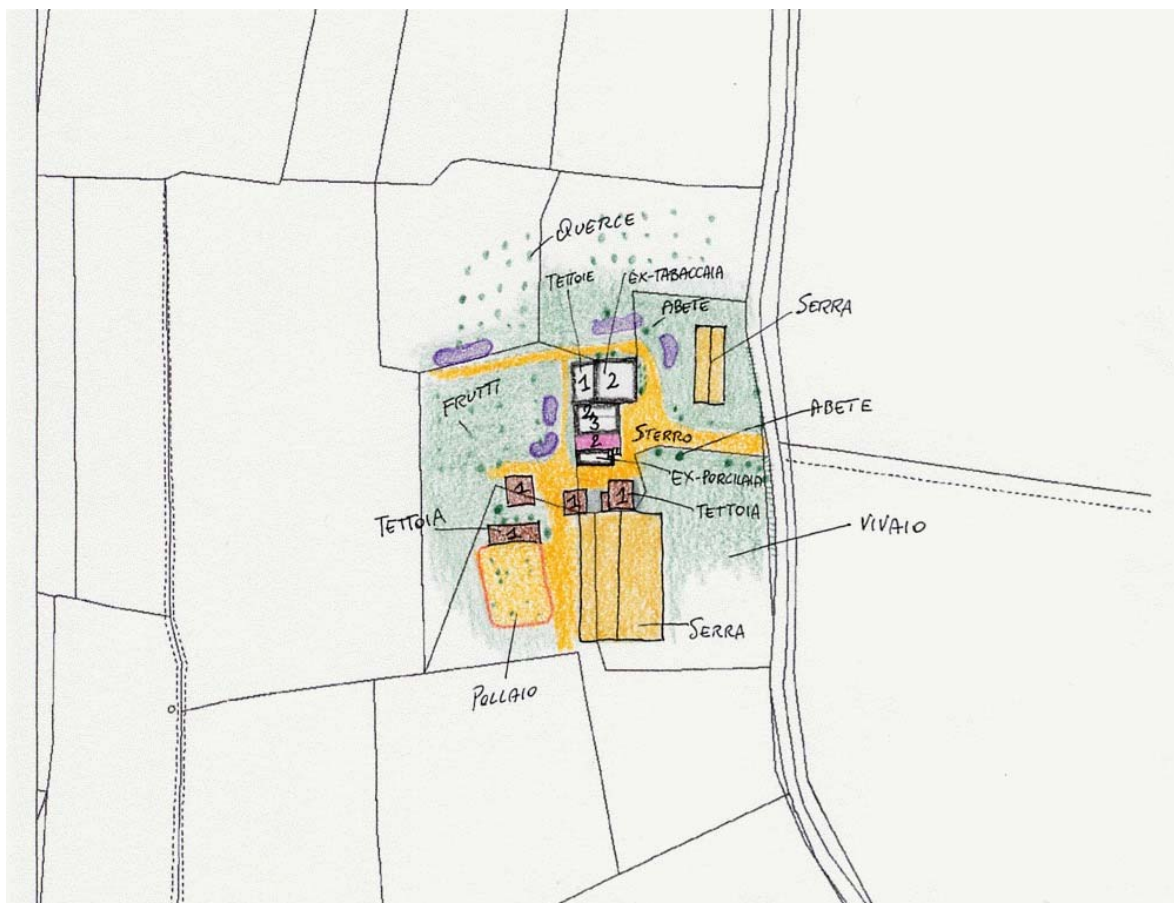 QUERCE
TETTOIE
EX-TABACCAIA
ABETE
SERRA
1
2
FRUTTI
2/3
ABETE
2
STERRO
EX-PORCILAIA
1
1
1
TETTOIA
TETTOIA
1
VIVAIO
SERRA
POLLAIO